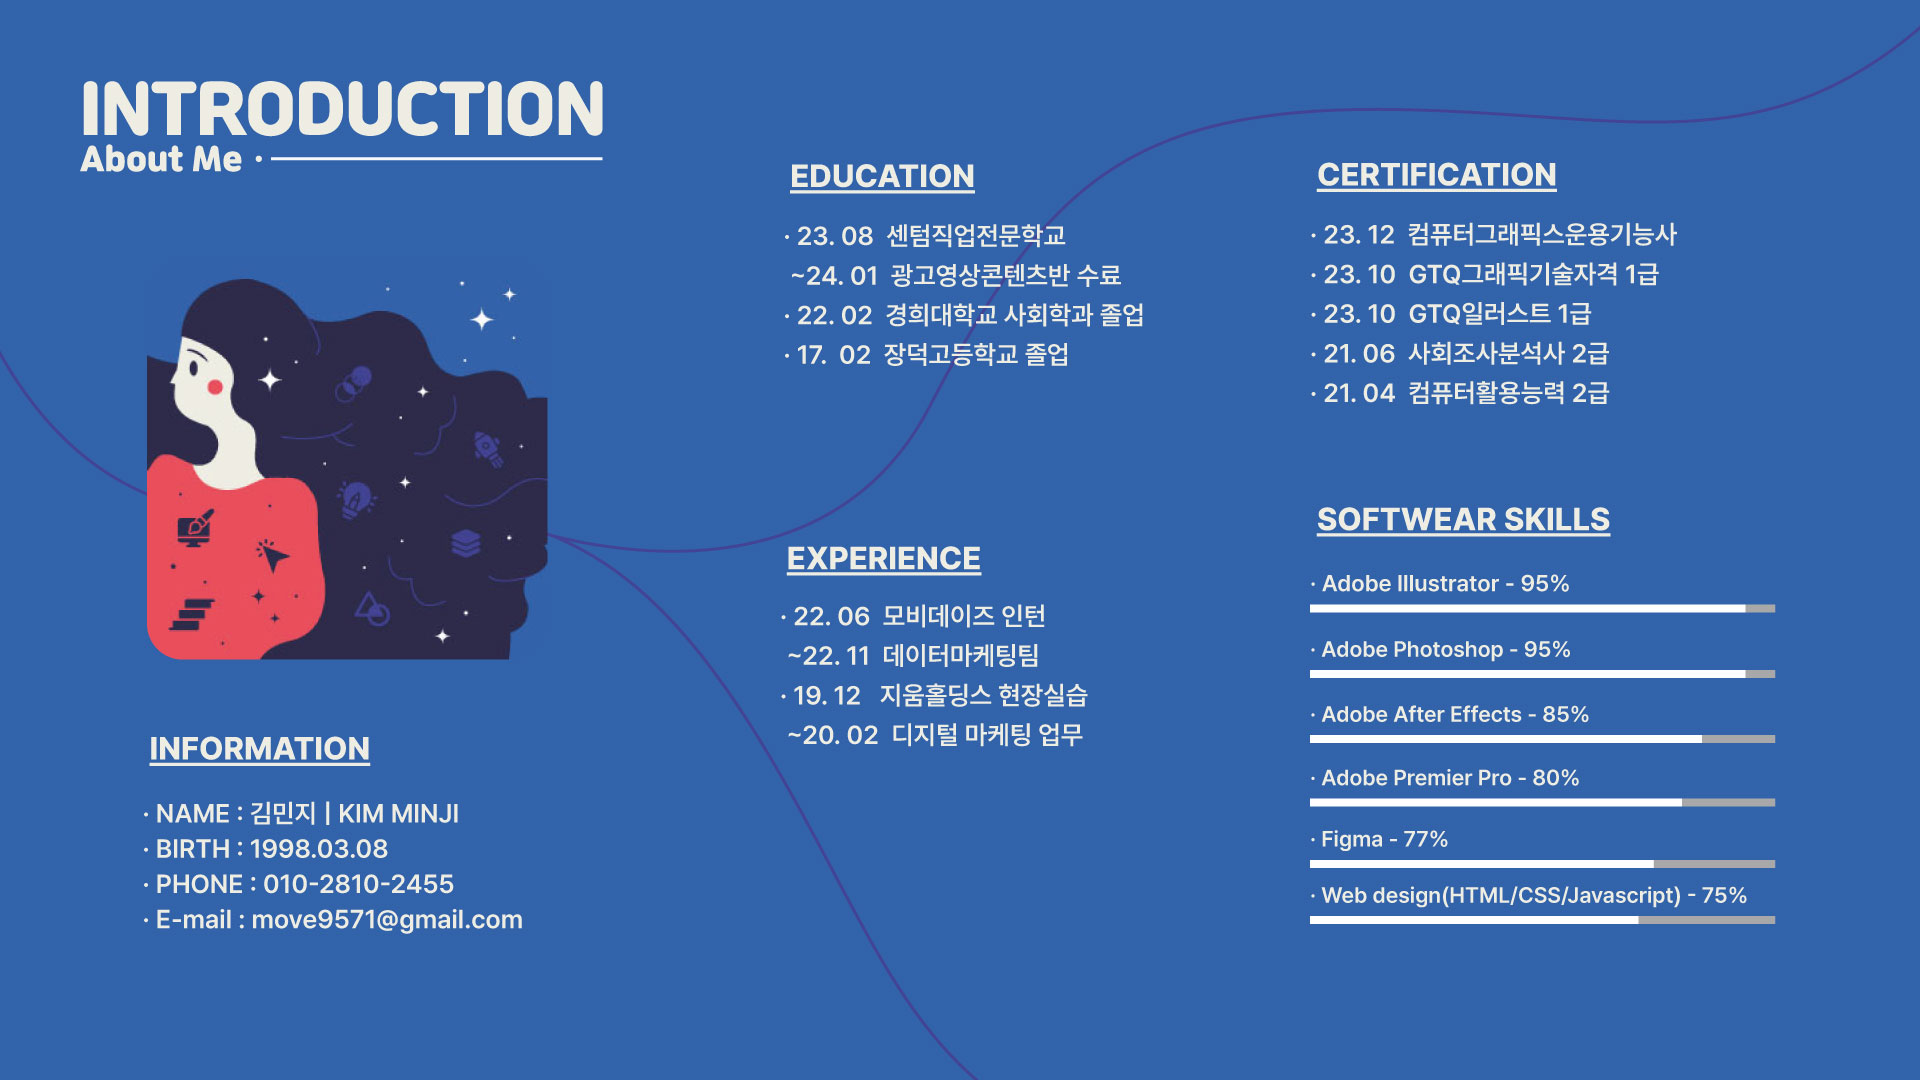 INTRODUCTION
About Me ·
INFORMATION
· NAME : 김민지 | KIM MINJI
· BIRTH : 1998.03.08
· PHONE : 010-2810-2455
· E-mail : move9571@gmail.com
EDUCATION
· 23. 08 센텀직업전문학교
~24. 01 광고영상콘텐츠반 수료
· 22. 02 경희대학교 사회학과 졸업
· 17. 02 장덕고등학교 졸업
EXPERIENCE
· 22. 06 모비데이즈 인턴
~22. 11 데이터마케팅팀
· 19. 12 지움홀딩스 현장실습
~20. 02 디지털 마케팅 업무
CERTIFICATION
· 23. 12 컴퓨터그래픽스운용기능사
· 23. 10 GTQ그래픽기술자격 1급
· 23. 10 GTQ일러스트 1급
· 21. 06 사회조사분석사 2급
· 21. 04 컴퓨터활용능력 2급
SOFTWEAR SKILLS
· Adobe Illustrator - 95%
· Adobe Photoshop - 95%
· Adobe After Effects - 85%
· Adobe Premier Pro - 80%
· Figma - 77%
· Web design(HTML/CSS/Javascript) - 75%